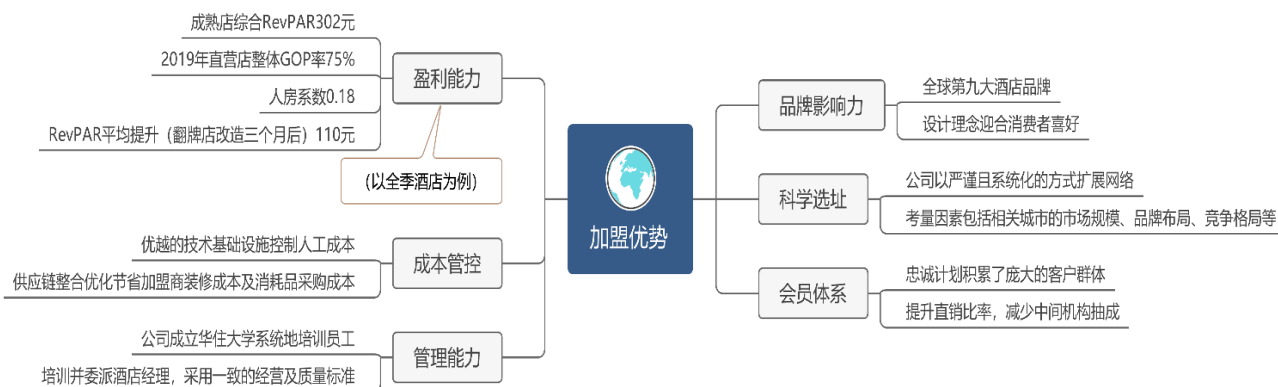 成熟店综合RevPAR302元
2019年直营店整体GOP率75%
人房系数0.18
RevPAR平均提升（翻牌店改造三个月后）110元
盈利能力
（以全季酒店为例）
优越的技术基础设施控制人工成本
供应链整合优化节省加盟商装修成本及消耗品采购成本
成本管控
公司成立华住大学系统地培训员工
培训并委派酒店经理，采用一致的经营及质量标准
管理能力
加盟优势
品牌影响力
全球第九大酒店品牌
设计理念迎合消费者喜好
科学选址
公司以严谨且系统化的方式扩展网络
考量因素包括相关城市的市场规模、品牌布局、竞争格局等
会员体系
忠诚计划积累了庞大的客户群体
提升直销比率，减少中间机构抽成